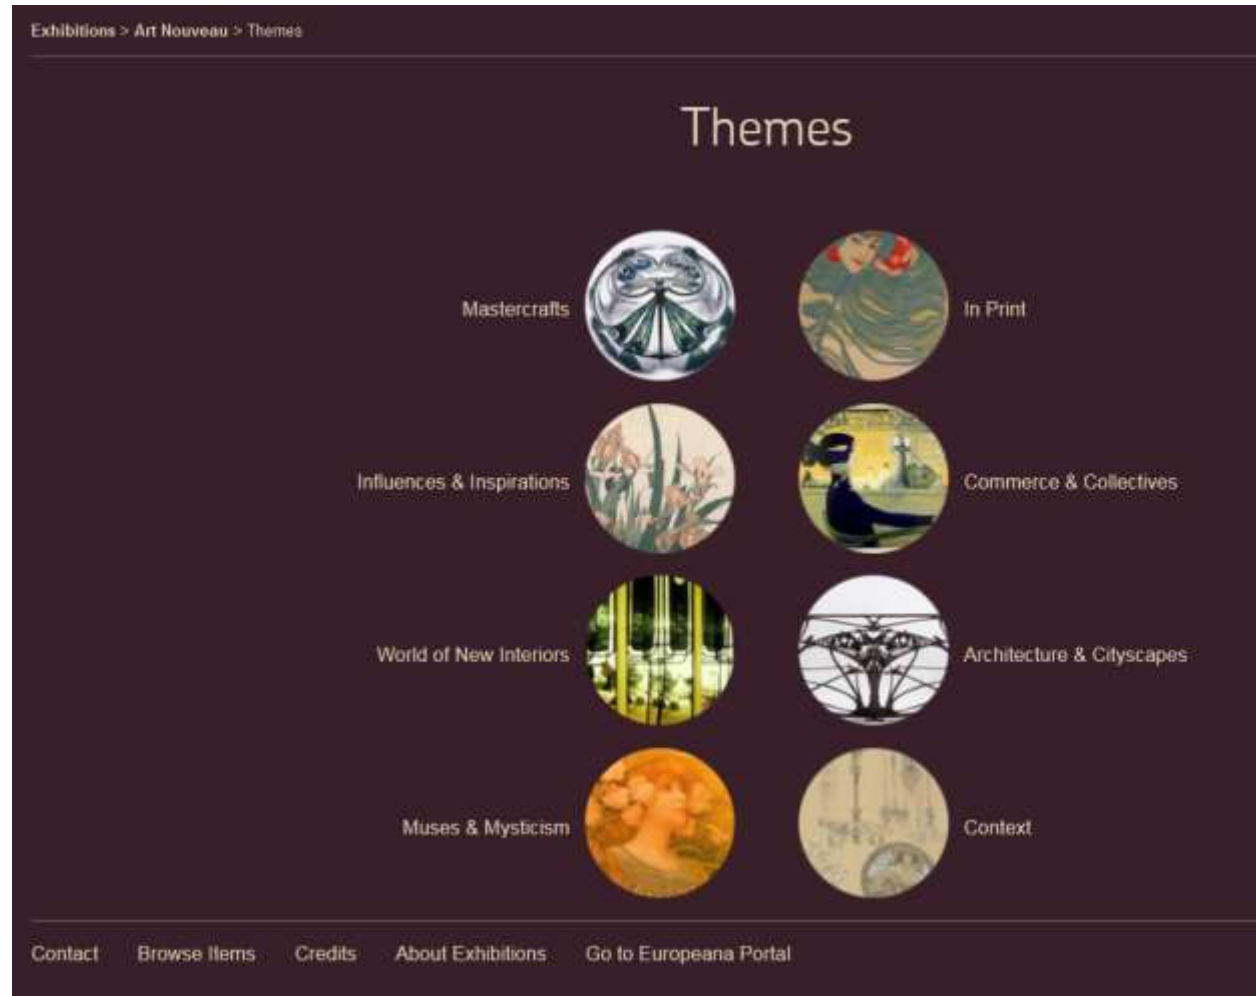 Exhibitions > Art Nouveau > Themes
Themes
Mastercrafts
In Print
Influences & Inspirations
Commerce & Collectives
World of New Interiors
Architecture & Cityscapes
Muses & Mysticism
Context
Contact Browse Items Credits About Exhibitions Go to Europeana Portal